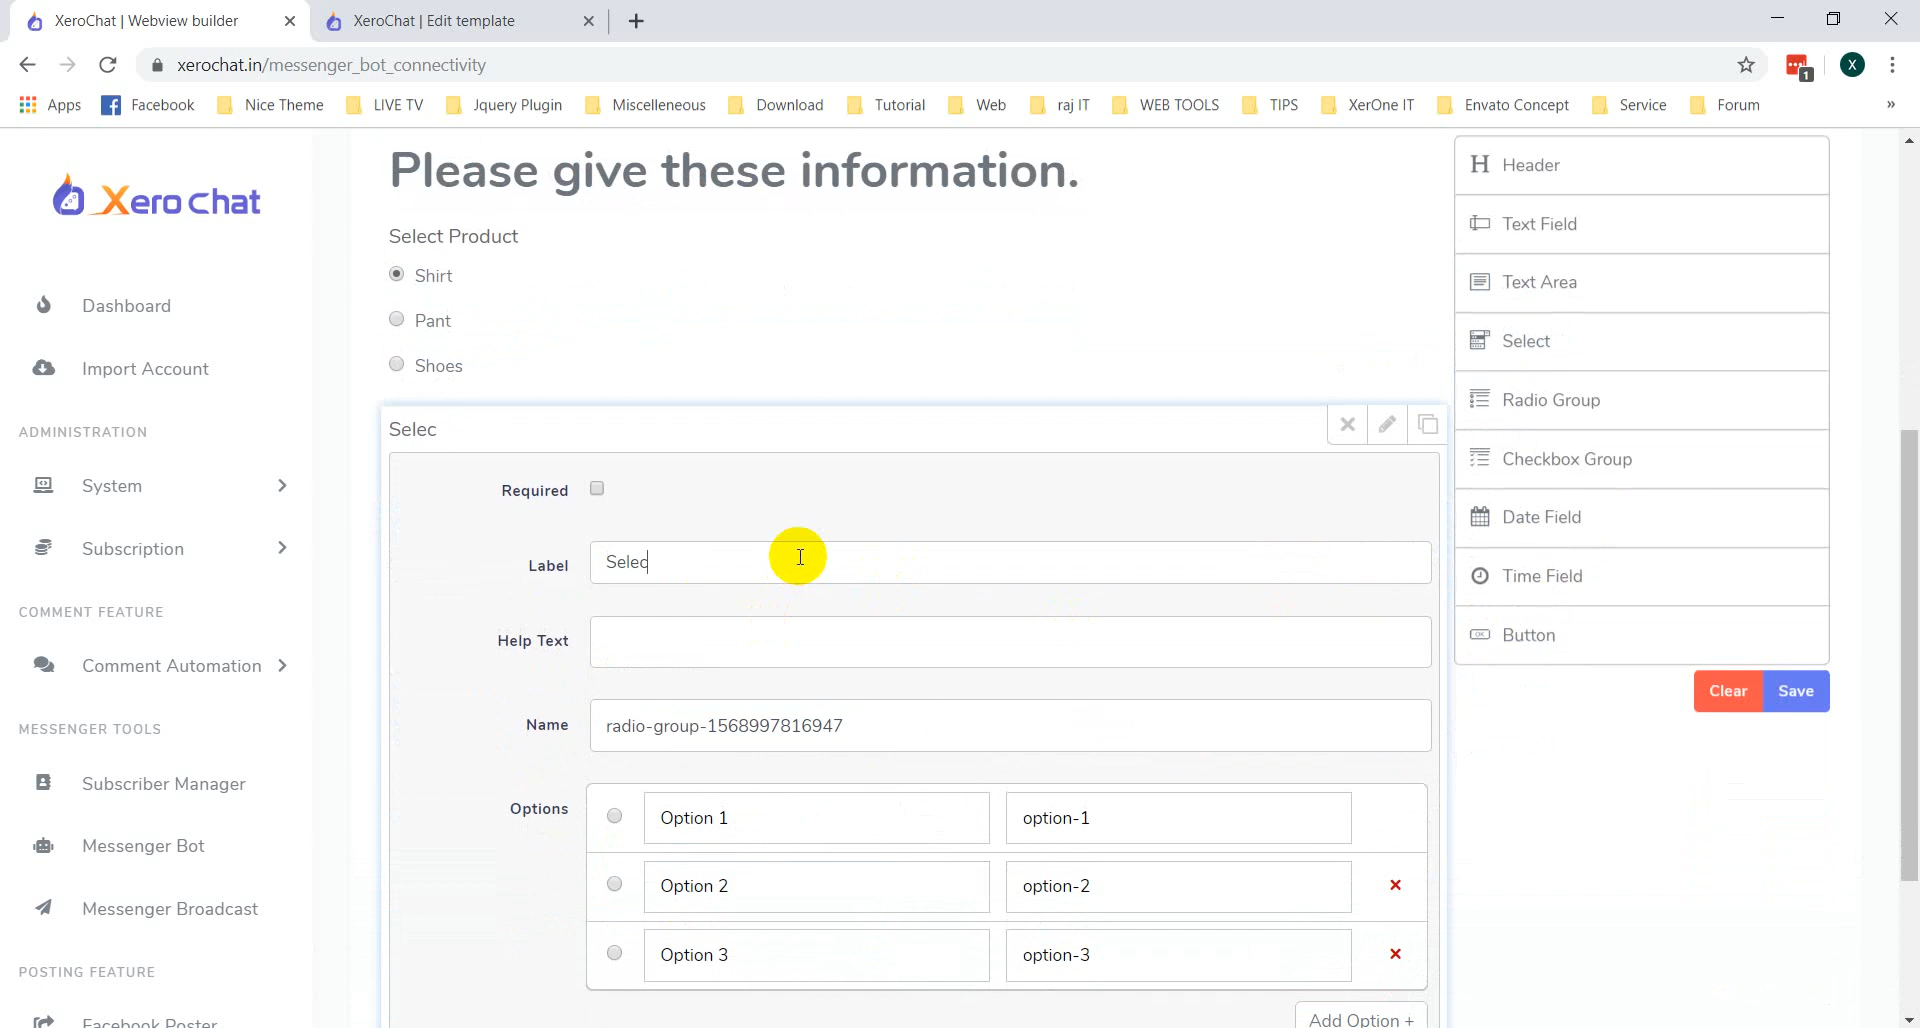 XeroChat | Webview builder
XeroChat | Edit template
xerochat.in/messenger_bot_connectivity
1
X
Apps Facebook Nice Theme LIVE TV Jquery Plugin Miscelleneous Download Tutorial Web raj IT WEB TOOLS TIPS XerOne IT Envato Concept Service Forum »
Xero chat
Dashboard
Import Account
ADMINISTRATION
System
Subscription
COMMENT FEATURE
Comment Automation
MESSENGER TOOLS
Subscriber Manager
Messenger Bot
Messenger Broadcast
POSTING FEATURE
Facebook Poster
Please give these information.
Select Product
Shirt
Pant
Shoes
Selec
Required
Label Selec
Help Text
Name radio-group-1568997816947
Options Option 1 option-1
Option 2 option-2
Option 3 option-3
Add Option +
Header
Text Field
Text Area
Select
Radio Group
Checkbox Group
Date Field
Time Field
OK Button
Clear Save